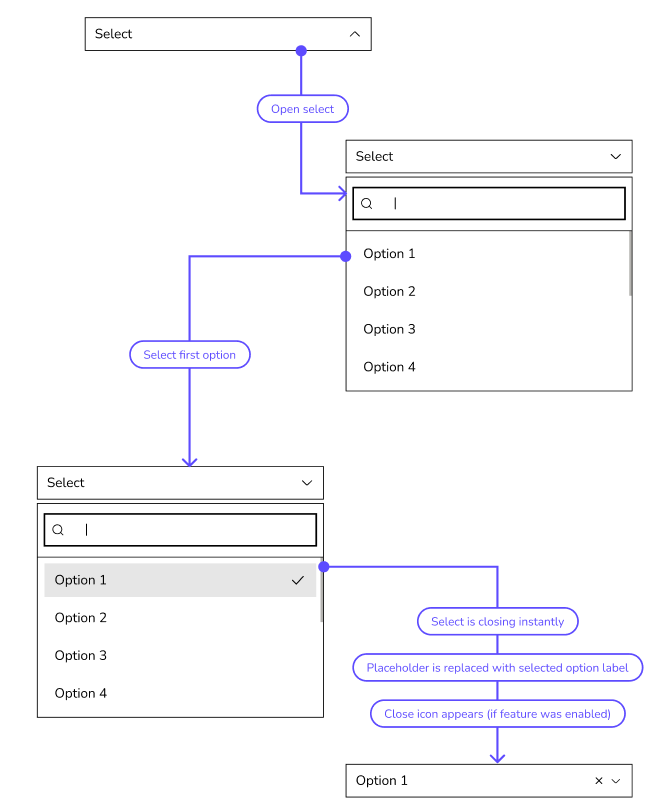 Select
Open select
Select
Option 1
Option 2
Option 3
Option 4
Select first option
Select
Option 1
Option 2
Option 3
Option 4
Select is closing instantly
Placeholder is replaced with selected option label
Close icon appears (if feature was enabled)
Option 1